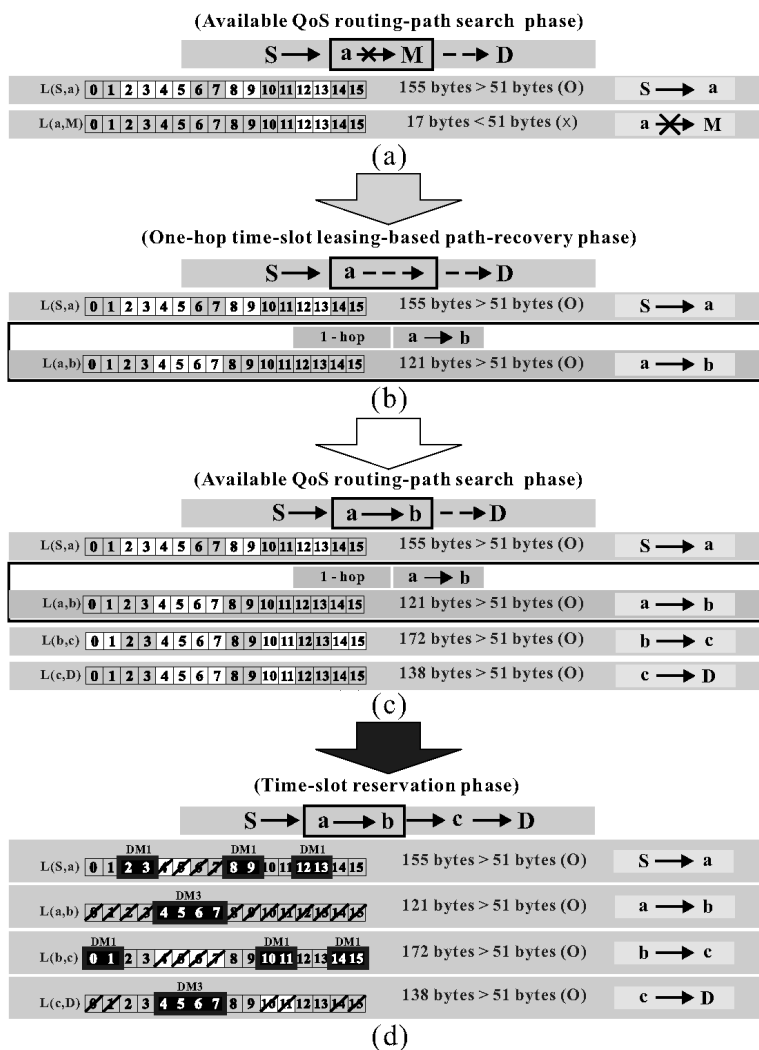 (Available QoS routing-path search phase)
S a M D
L(S,a) 0 1 2 3 4 5 6 7 8 9 10 11 12 13 14 15 155 bytes > 51 bytes (O) S a
L(a,M) 0 1 2 3 4 5 6 7 8 9 10 11 12 13 14 15 17 bytes < 51 bytes (×) a M
(a)
(One-hop time-slot leasing-based path-recovery phase)
S a D
L(S,a) 0 1 2 3 4 5 6 7 8 9 10 11 12 13 14 15 155 bytes > 51 bytes (O) S a
1 - hop a b
L(a,b) 0 1 2 3 4 5 6 7 8 9 10 11 12 13 14 15 121 bytes > 51 bytes (O) a b
(b)
(Available QoS routing-path search phase)
S a b D
L(S,a) 0 1 2 3 4 5 6 7 8 9 10 11 12 13 14 15 155 bytes > 51 bytes (O) S a
1 - hop a b
L(a,b) 0 1 2 3 4 5 6 7 8 9 10 11 12 13 14 15 121 bytes > 51 bytes (O) a b
L(b,c) 0 1 2 3 4 5 6 7 8 9 10 11 12 13 14 15 172 bytes > 51 bytes (O) b c
L(c,D) 0 1 2 3 4 5 6 7 8 9 10 11 12 13 14 15 138 bytes > 51 bytes (O) c D
(c)
(Time-slot reservation phase)
S a b c D
DM1 DM1 DM1
L(S,a) 0 1 2 3 4 5 6 7 8 9 10 11 12 13 14 15 155 bytes > 51 bytes (O) S a
DM3
L(a,b) 0 1 2 3 4 5 6 7 8 9 10 11 12 13 14 15 121 bytes > 51 bytes (O) a b
DM1 DM1 DM1
L(b,c) 0 1 2 3 4 5 6 7 8 9 10 11 12 13 14 15 172 bytes > 51 bytes (O) b c
DM3
L(c,D) 0 1 2 3 4 5 6 7 8 9 10 11 12 13 14 15 138 bytes > 51 bytes (O) c D
(d)